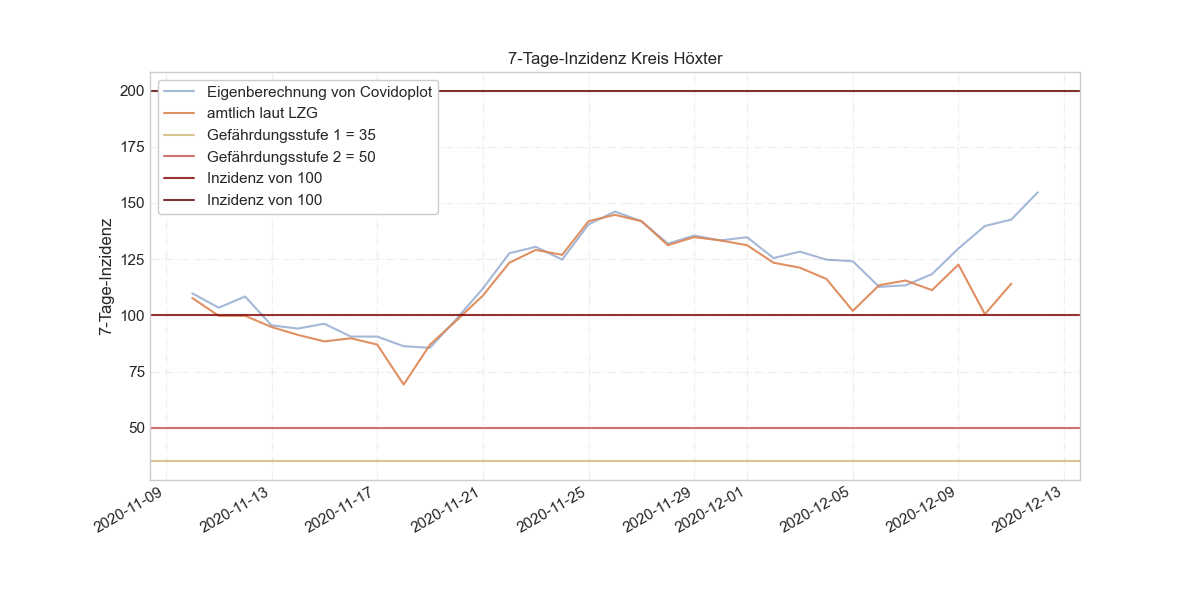 7-Tage-Inzidenz Kreis Höxter
Eigenberechnung von Covidoplot
amtlich laut LZG
Gefährdungsstufe 1 = 35
Gefährdungsstufe 2 = 50
Inzidenz von 100
Inzidenz von 100
7-Tage-Inzidenz
200
175
150
125
100
75
50
2020-11-09
2020-11-13
2020-11-17
2020-11-21
2020-11-25
2020-11-29
2020-12-01
2020-12-05
2020-12-09
2020-12-13